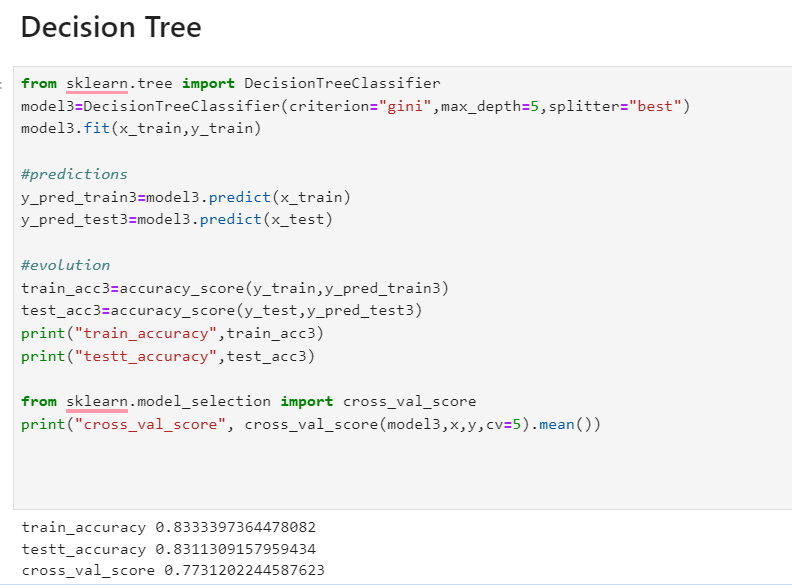 Decision Tree
from sklearn.tree import DecisionTreeClassifier
model3=DecisionTreeClassifier(criterion="gini",max_depth=5,splitter="best")
model3.fit(x_train,y_train)
#predictions
y_pred_train3=model3.predict(x_train)
y_pred_test3=model3.predict(x_test)
#evolution
train_acc3=accuracy_score(y_train,y_pred_train3)
test_acc3=accuracy_score(y_test,y_pred_test3)
print("train_accuracy",train_acc3)
print("testt_accuracy",test_acc3)
from sklearn.model_selection import cross_val_score
print("cross_val_score", cross_val_score(model3,x,y,cv=5).mean())
train_accuracy 0.8333397364478082
testt_accuracy 0.8311309157959434
cross_val_score 0.7731202244587623